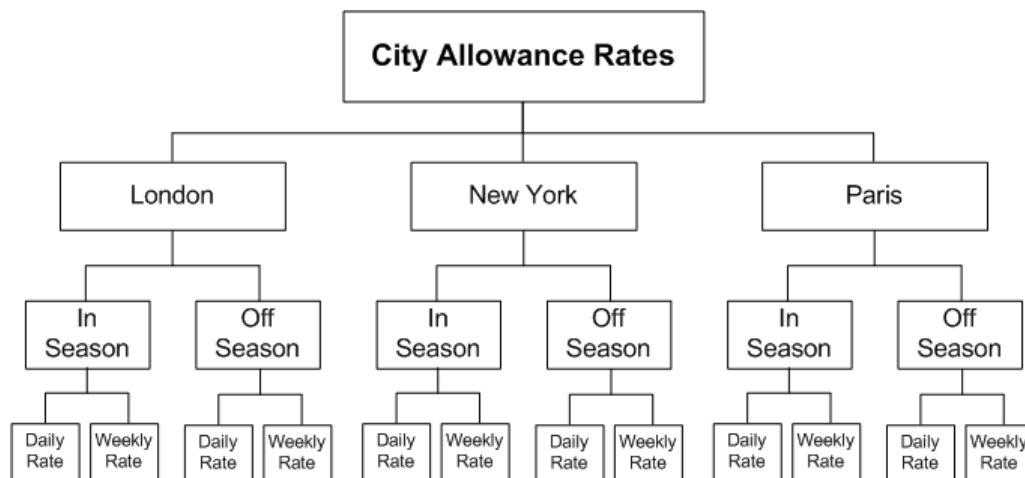 City Allowance Rates
London
New York
Paris
In
Season
Off
Season
In
Season
Off
Season
In
Season
Off
Season
Daily
Rate
Weekly
Rate
Daily
Rate
Weekly
Rate
Daily
Rate
Weekly
Rate
Daily
Rate
Weekly
Rate
Daily
Rate
Weekly
Rate
Daily
Rate
Weekly
Rate